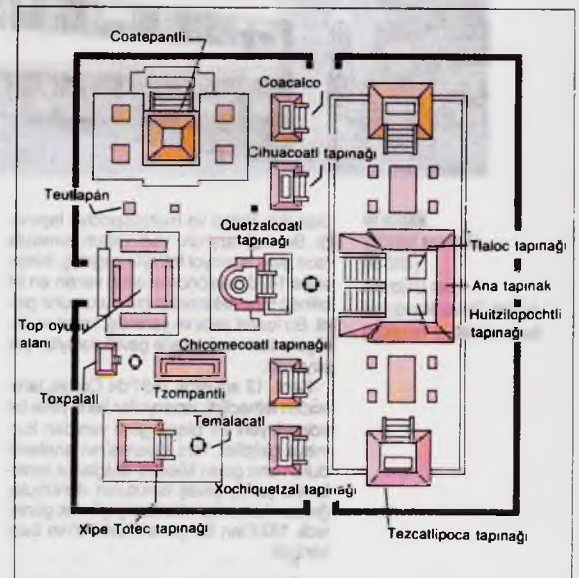 Coatepantli
Coacalco
Cihuacoatl tapınağı
Teutlapán
Quetzalcoatl
tapınağı
Tlaloc tapınağı
Ana tapınak
Huitzilopochtli
tapınağı
Top oyunu
alanı
Chicomecoatl tapınağı
Tzompantli
Toxpalatl
Temalacatl
Xochiquetzal tapınağı
Xipe Totec tapınağı
Tezcatlipoca tapınağı